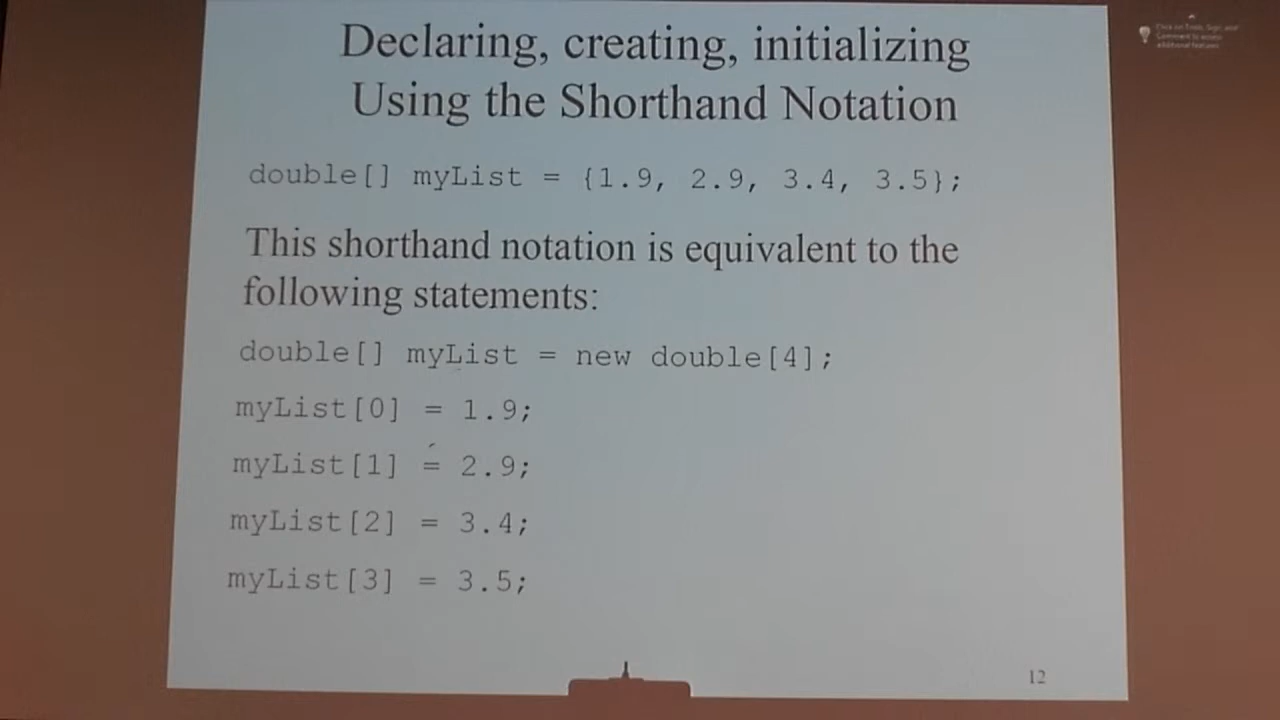 Declaring, creating, initializing
Using the Shorthand Notation
double[] myList = {1.9, 2.9, 3.4, 3.5};
This shorthand notation is equivalent to the
following statements:
double[] myList = new double[4];
myList[0] = 1.9;
myList[1] = 2.9;
myList[2] = 3.4;
myList[3] = 3.5;
12